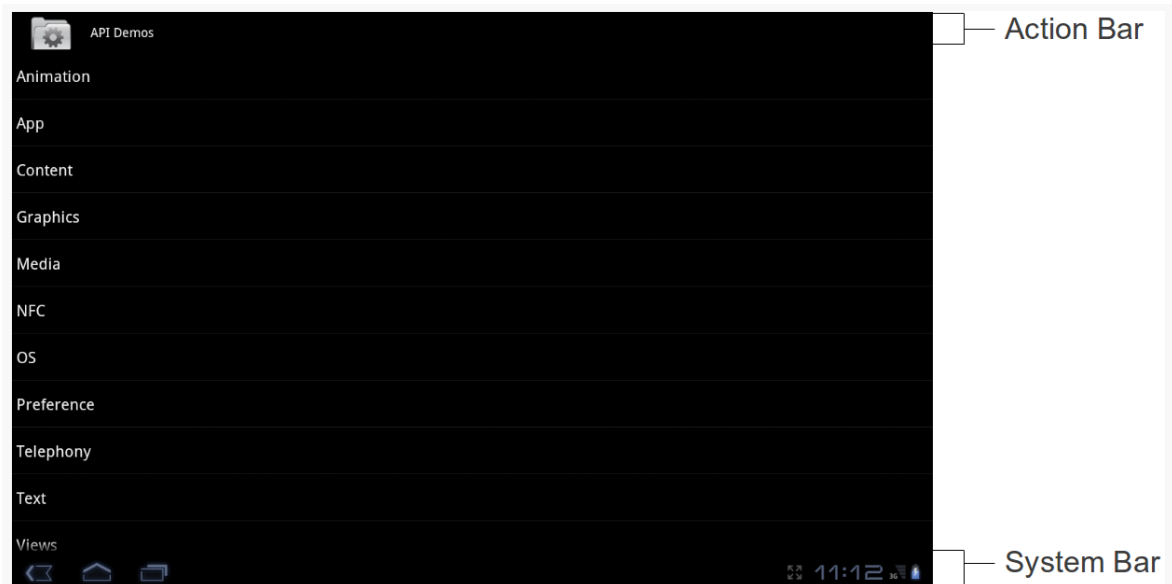 API Demos
Action Bar
Animation
App
Content
Graphics
Media
NFC
OS
Preference
Telephony
Text
Views
11:12 3G
System Bar